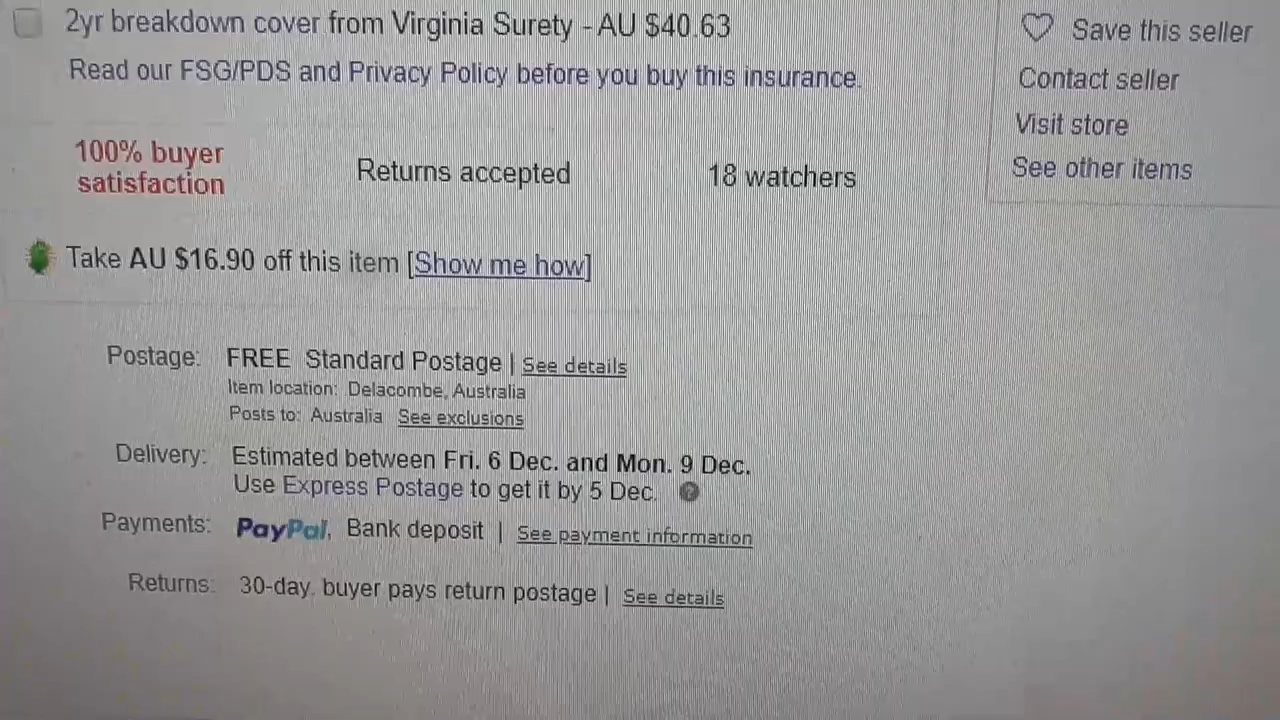 2yr breakdown cover from Virginia Surety - AU $40.63
Read our FSG/PDS and Privacy Policy before you buy this insurance.
Save this seller
Contact seller
Visit store
See other items
100% buyer
satisfaction
Returns accepted
18 watchers
Take AU $16.90 off this item [Show me how]
Postage: FREE Standard Postage | See details
Item location: Delacombe, Australia
Posts to: Australia See exclusions
Delivery: Estimated between Fri. 6 Dec. and Mon. 9 Dec.
Use Express Postage to get it by 5 Dec. ?
Payments: PayPal, Bank deposit | See payment information
Returns: 30-day, buyer pays return postage | See details